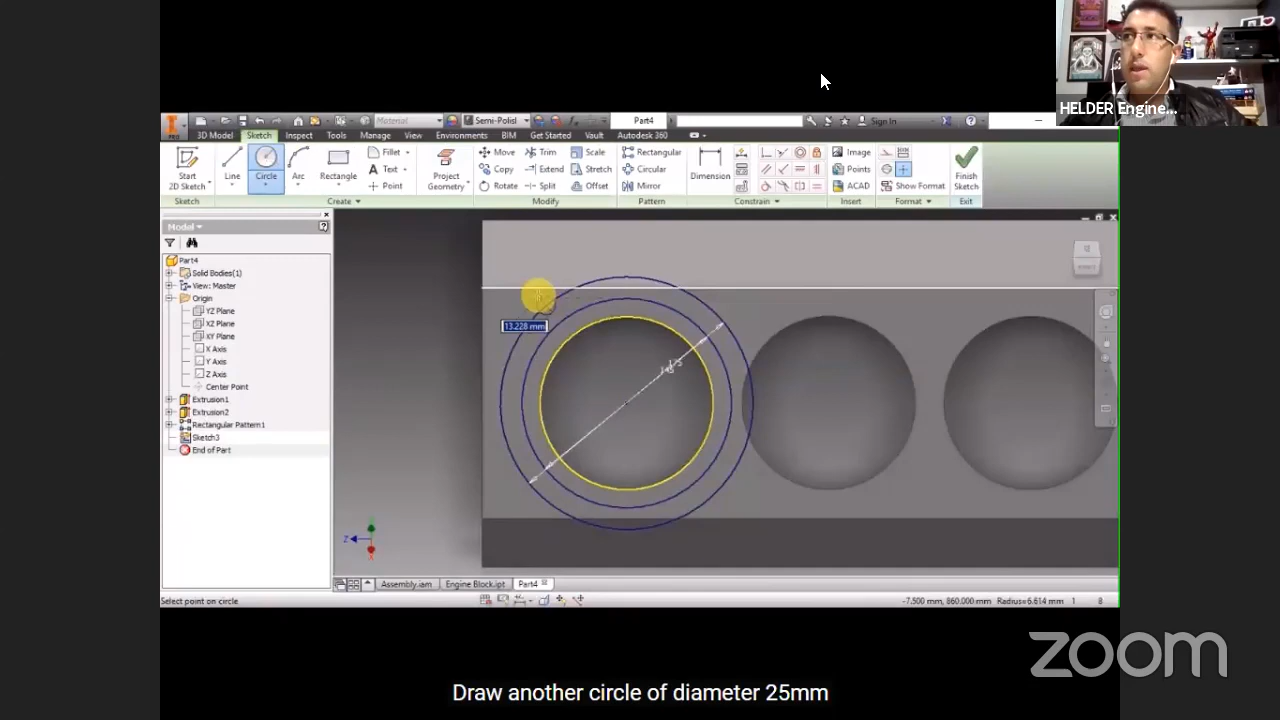 HELDER Engine...
Material
Semi-Polisl
Part4
Sign In
PRO
3D Model Sketch Inspect Tools Manage View Environments BIM Get Started Vault Autodesk 360
Start
2D Sketch
Line
Circle
Arc
Rectangle
Fillet
Text
Point
Project
Geometry
Move
Copy
Rotate
Trim
Extend
Split
Scale
Stretch
Offset
Rectangular
Circular
Mirror
Dimension
Image
Points
ACAD
Show Format
Finish
Sketch
Sketch Create Modify Pattern Constrain Insert Format Exit
Model
Part4
Solid Bodies(1)
View: Master
Origin
YZ Plane
XZ Plane
XY Plane
X Axis
Y Axis
Z Axis
Center Point
Extrusion1
Extrusion2
Rectangular Pattern1
Sketch3
End of Part
13.228 mm
175
Z
X
Assembly.iam Engine Block.ipt Part4
Select point on circle
-7.500 mm, 860.000 mm Radius=6.614 mm 1 8
zoom
Draw another circle of diameter 25mm